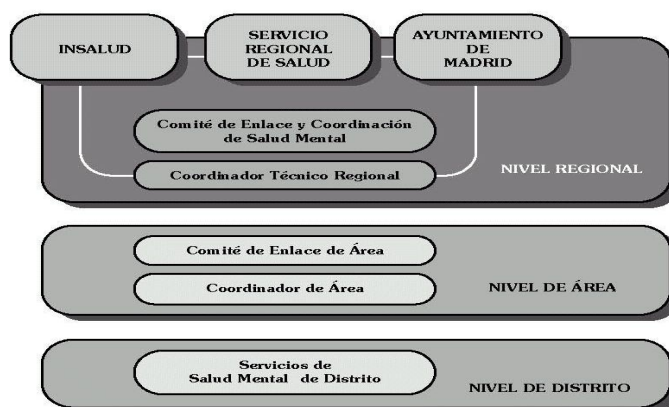 INSALUD
SERVICIO
REGIONAL
DE SALUD
AYUNTAMIENTO
DE
MADRID
Comité de Enlace y Coordinación
de Salud Mental
Coordinador Técnico Regional
NIVEL REGIONAL
Comité de Enlace de Área
Coordinador de Área
NIVEL DE ÁREA
Servicios de
Salud Mental de Distrito
NIVEL DE DISTRITO